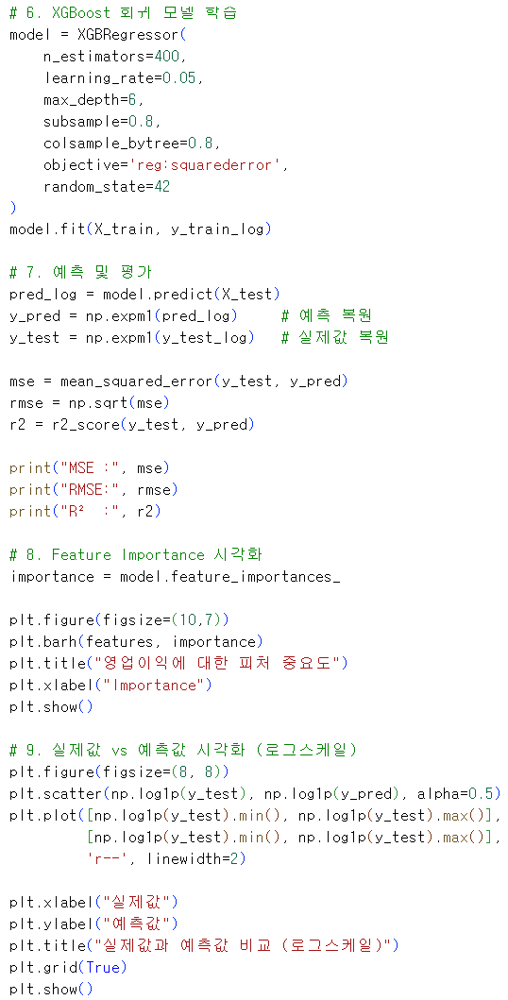 # 6. XGBoost 회귀 모델 학습
model = XGBRegressor(
    n_estimators=400,
    learning_rate=0.05,
    max_depth=6,
    subsample=0.8,
    colsample_bytree=0.8,
    objective='reg:squarederror',
    random_state=42
)
model.fit(X_train, y_train_log)

# 7. 예측 및 평가
pred_log = model.predict(X_test)
y_pred = np.expm1(pred_log)     # 예측 복원
y_test = np.expm1(y_test_log)   # 실제값 복원

mse = mean_squared_error(y_test, y_pred)
rmse = np.sqrt(mse)
r2 = r2_score(y_test, y_pred)

print("MSE :", mse)
print("RMSE:", rmse)
print("R²  :", r2)

# 8. Feature Importance 시각화
importance = model.feature_importances_

plt.figure(figsize=(10,7))
plt.barh(features, importance)
plt.title("영업이익에 대한 피처 중요도")
plt.xlabel("Importance")
plt.show()

# 9. 실제값 vs 예측값 시각화 (로그스케일)
plt.figure(figsize=(8, 8))
plt.scatter(np.log1p(y_test), np.log1p(y_pred), alpha=0.5)
plt.plot([np.log1p(y_test).min(), np.log1p(y_test).max()],
         [np.log1p(y_test).min(), np.log1p(y_test).max()],
         'r--', linewidth=2)

plt.xlabel("실제값")
plt.ylabel("예측값")
plt.title("실제값과 예측값 비교 (로그스케일)")
plt.grid(True)
plt.show()